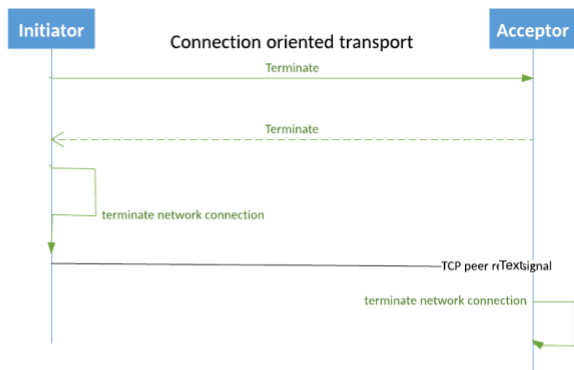 Initiator
Acceptor
Connection oriented transport
Terminate
Terminate
terminate network connection
TCP peer Text signal
terminate network connection